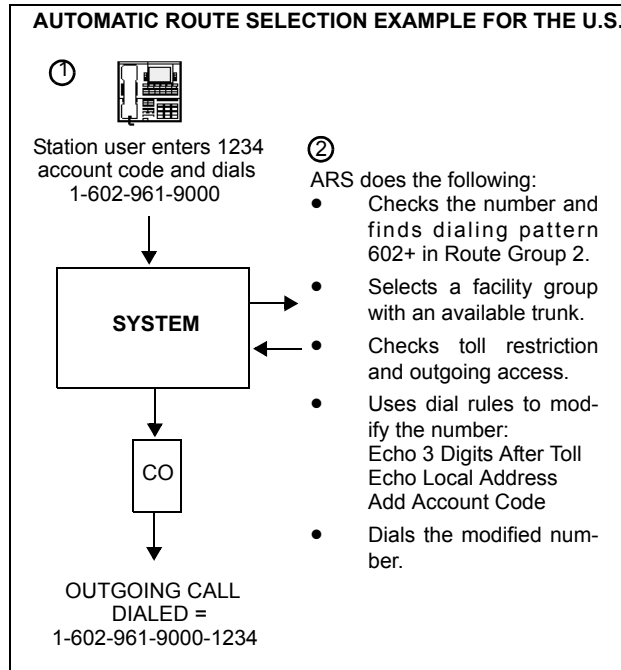 AUTOMATIC ROUTE SELECTION EXAMPLE FOR THE U.S.
1
Station user enters 1234
account code and dials
1-602-961-9000
SYSTEM
CO
OUTGOING CALL
DIALED =
1-602-961-9000-1234
2
ARS does the following:
• Checks the number and
finds dialing pattern
602+ in Route Group 2.
• Selects a facility group
with an available trunk.
• Checks toll restriction
and outgoing access.
• Uses dial rules to mod-
ify the number:
Echo 3 Digits After Toll
Echo Local Address
Add Account Code
• Dials the modified num-
ber.